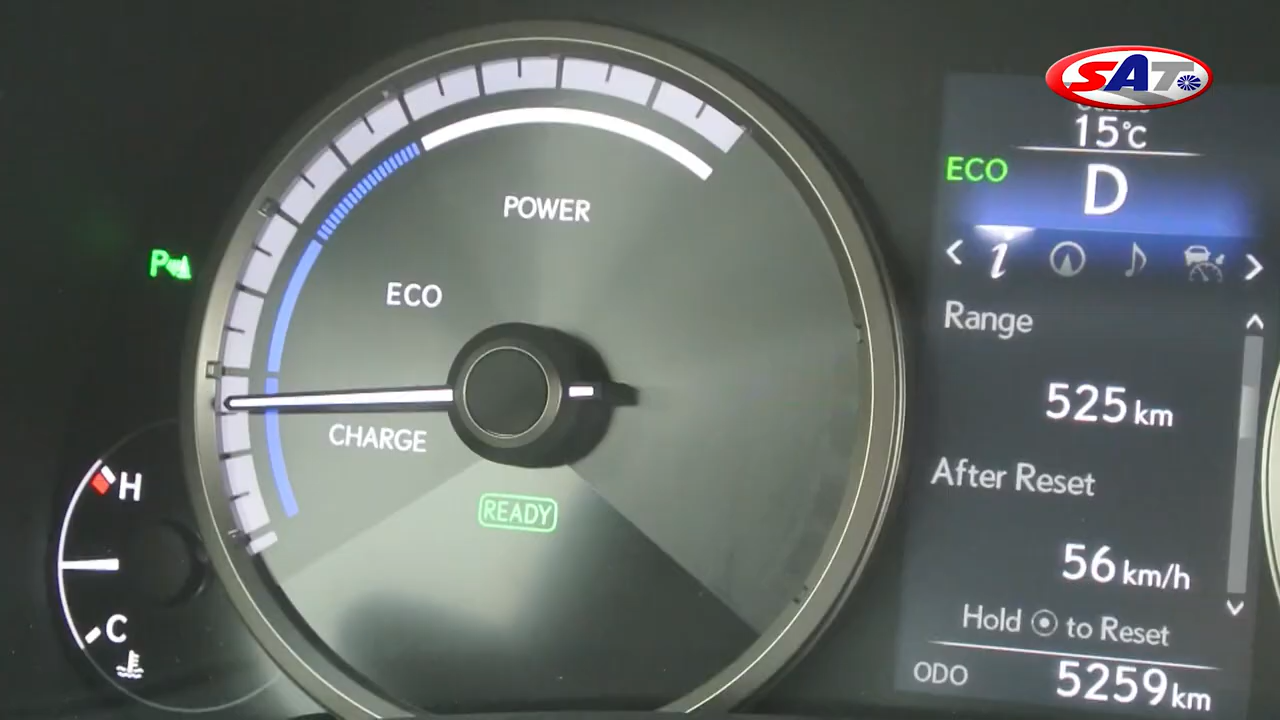 SAT
15°C
ECO
D
POWER
ECO
CHARGE
READY
P
H
C
Range
525 km
After Reset
56 km/h
Hold ⦿ to Reset
ODO 5259 km